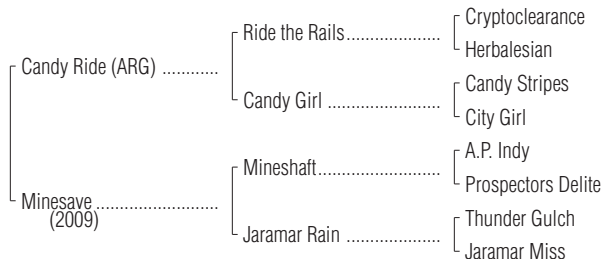 Cryptoclearance
Ride the Rails.....................
Herbalesian
Candy Ride (ARG) ............
Candy Stripes
Candy Girl ........................
City Girl
A.P. Indy
Mineshaft..........................
Prospectors Delite
Minesave ..........................
(2009)
Thunder Gulch
Jaramar Rain ....................
Jaramar Miss